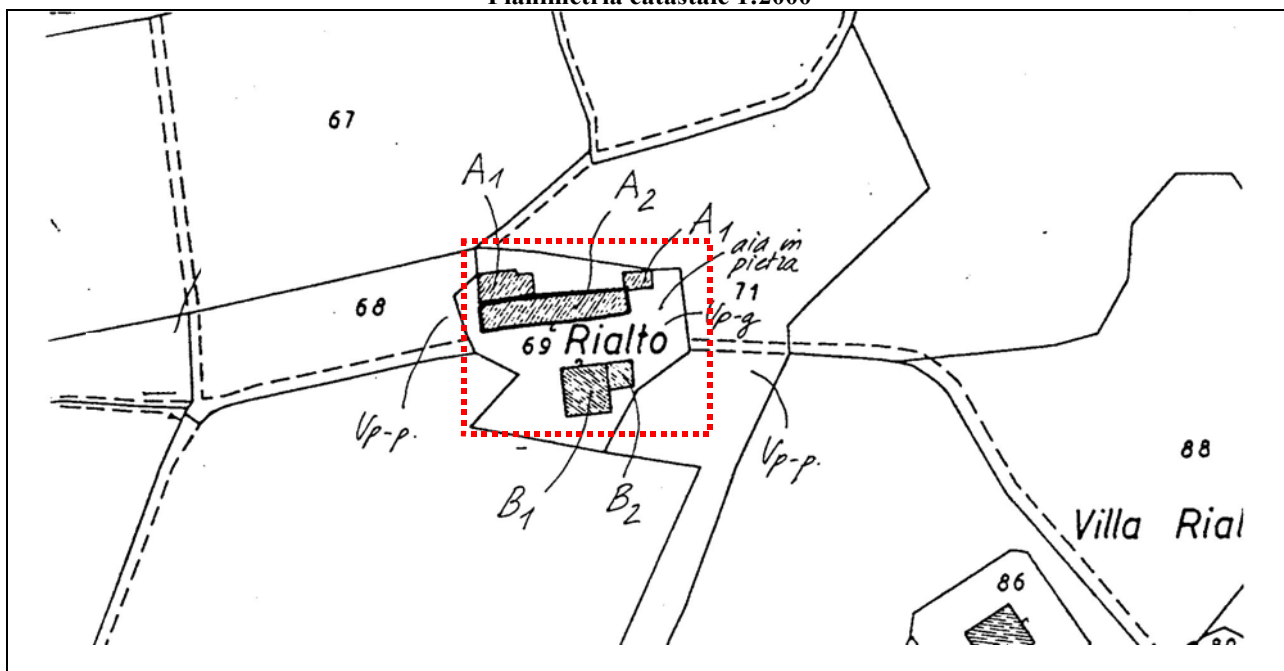 Planimetria catastale 1:2000
67
A1
A2
A1
aia in
pietra
71
Vp-g
68
69 Rialto
Vp-p.
Vp-p.
B1
B2
88
Villa Rial
86